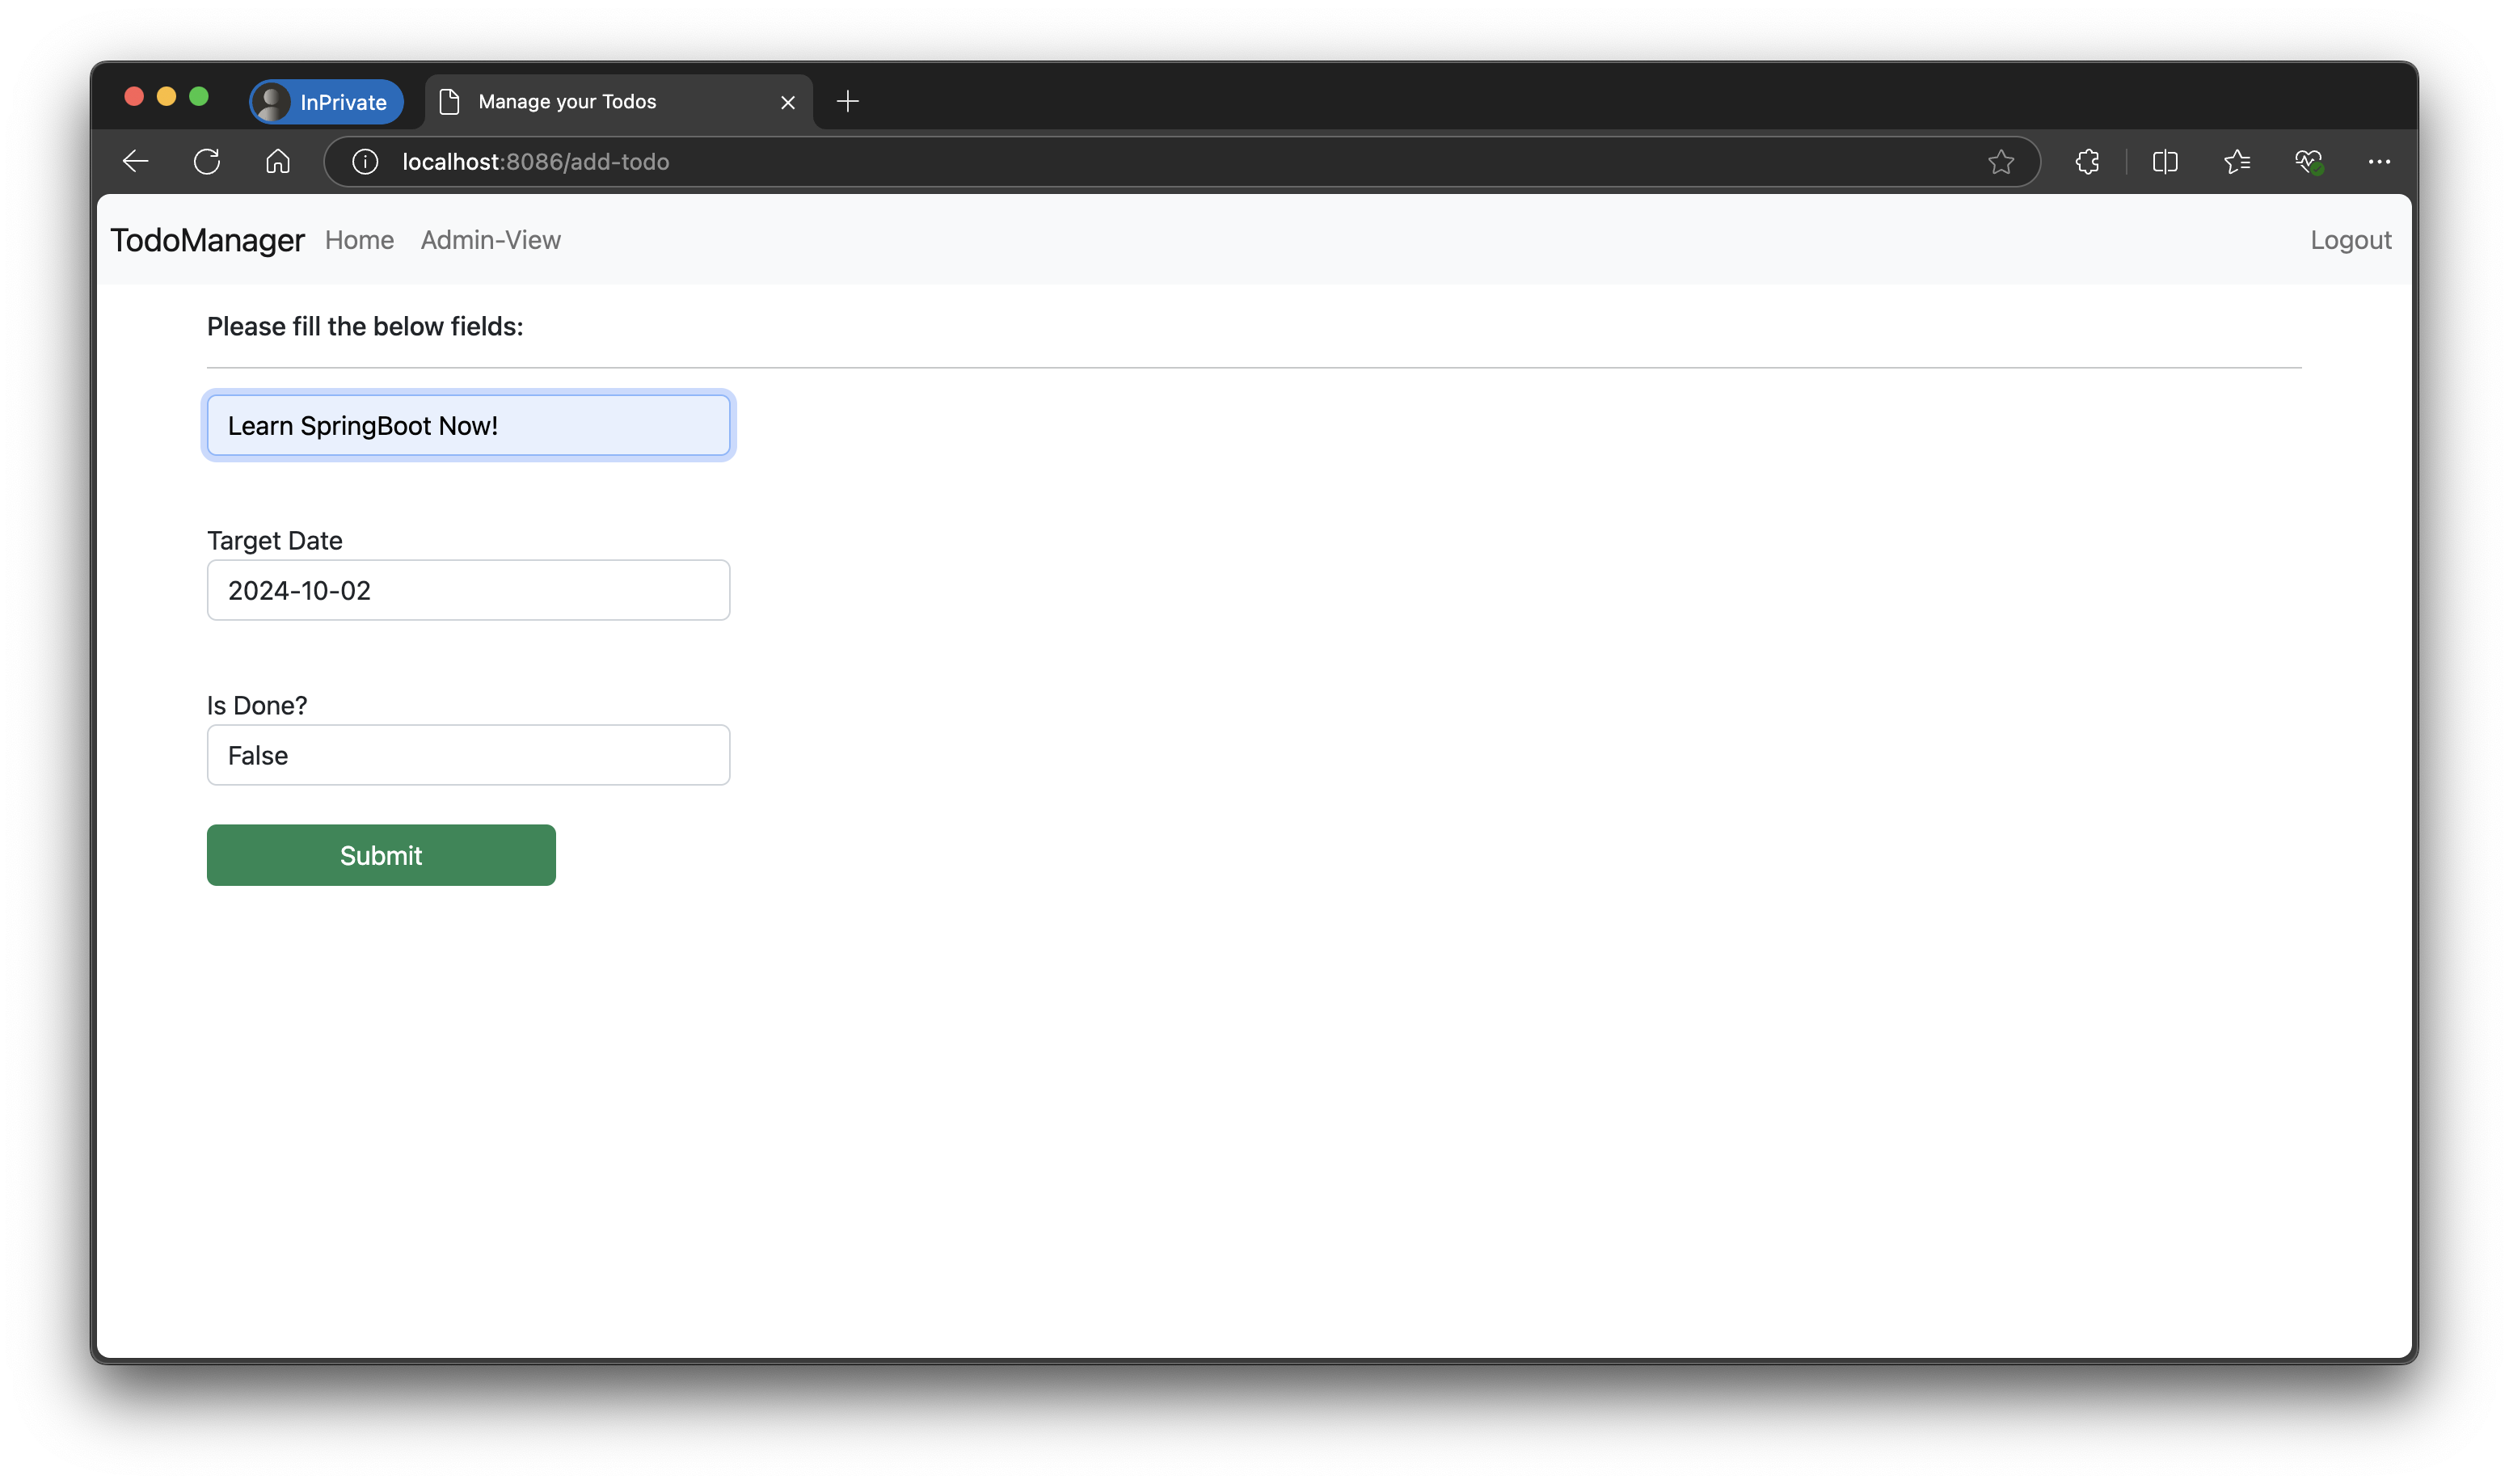 InPrivate
Manage your Todos
localhost:8086/add-todo
TodoManager Home Admin-View Logout
Please fill the below fields:
Learn SpringBoot Now!
Target Date
2024-10-02
Is Done?
False
Submit